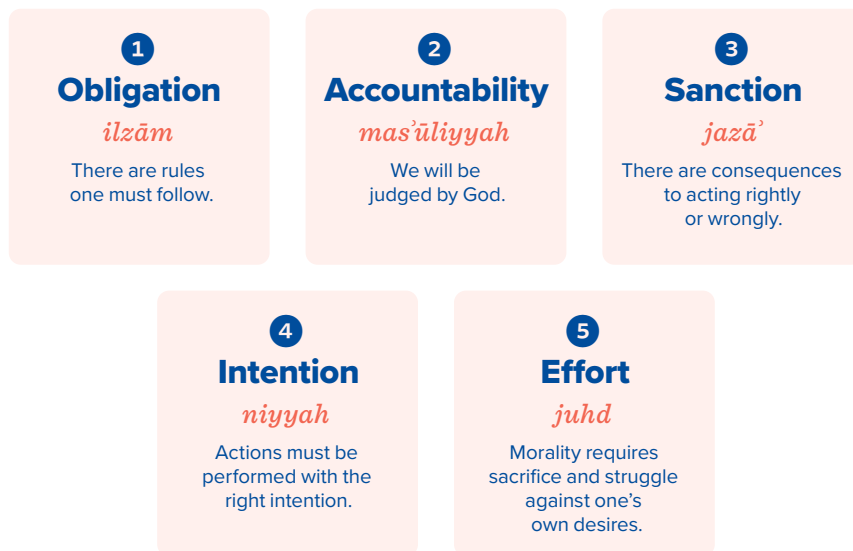 1
Obligation
ilzām
There are rules
one must follow.
2
Accountability
masʾūliyyah
We will be
judged by God.
3
Sanction
jazāʾ
There are consequences
to acting rightly
or wrongly.
4
Intention
niyyah
Actions must be
performed with the
right intention.
5
Effort
juhd
Morality requires
sacrifice and struggle
against one’s
own desires.